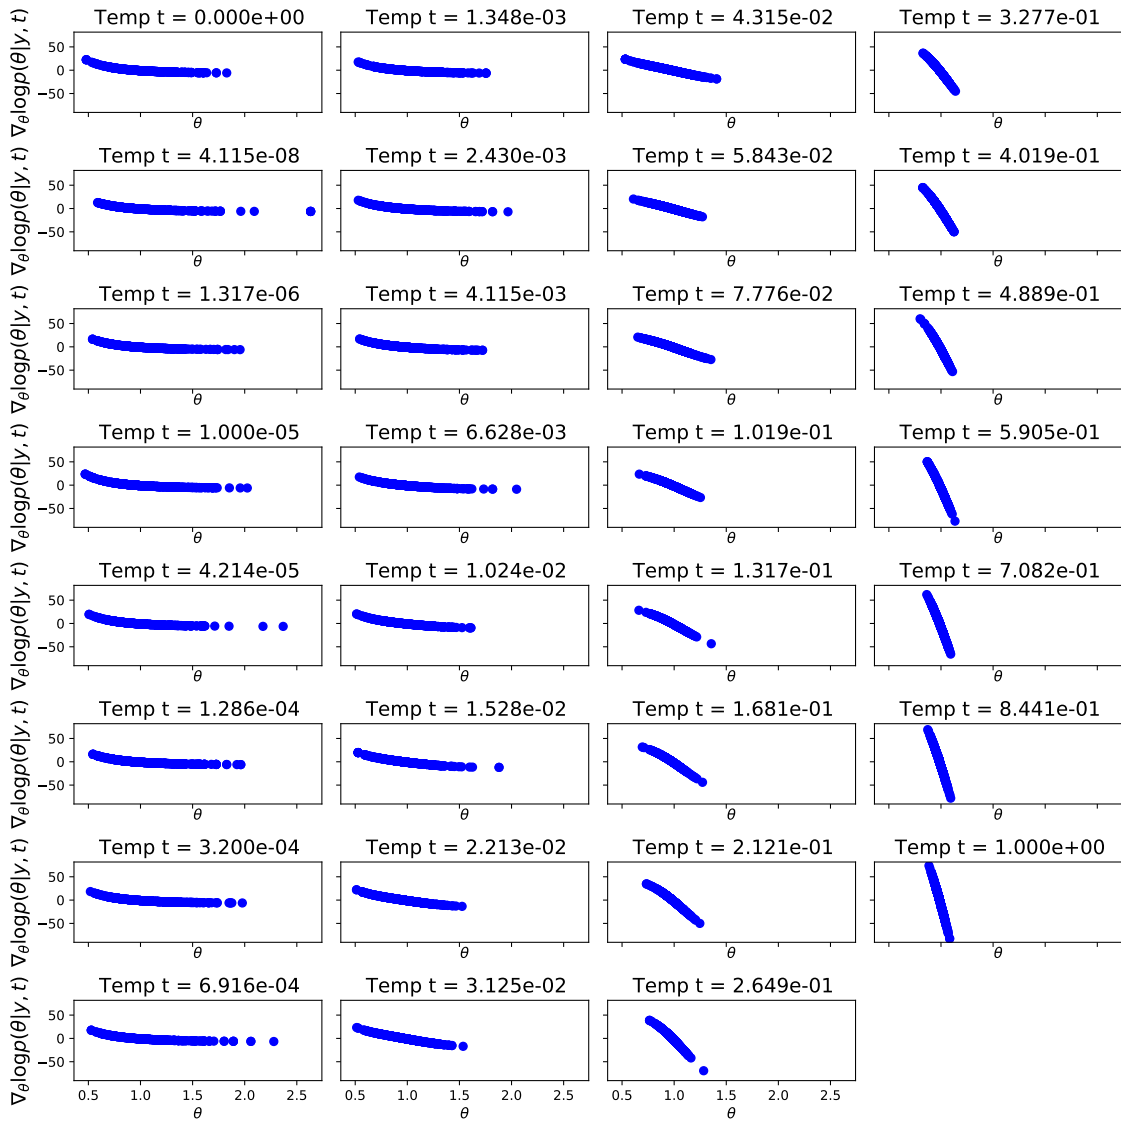 Temp t = 0.000e+00 Temp t = 1.348e-03 Temp t = 4.315e-02 Temp t = 3.277e-01
∇θ log p(θ|y, t) 50 0 −50
θ θ θ θ
Temp t = 4.115e-08 Temp t = 2.430e-03 Temp t = 5.843e-02 Temp t = 4.019e-01
∇θ log p(θ|y, t) 50 0 −50
θ θ θ θ
Temp t = 1.317e-06 Temp t = 4.115e-03 Temp t = 7.776e-02 Temp t = 4.889e-01
∇θ log p(θ|y, t) 50 0 −50
θ θ θ θ
Temp t = 1.000e-05 Temp t = 6.628e-03 Temp t = 1.019e-01 Temp t = 5.905e-01
∇θ log p(θ|y, t) 50 0 −50
θ θ θ θ
Temp t = 4.214e-05 Temp t = 1.024e-02 Temp t = 1.317e-01 Temp t = 7.082e-01
∇θ log p(θ|y, t) 50 0 −50
θ θ θ θ
Temp t = 1.286e-04 Temp t = 1.528e-02 Temp t = 1.681e-01 Temp t = 8.441e-01
∇θ log p(θ|y, t) 50 0 −50
θ θ θ θ
Temp t = 3.200e-04 Temp t = 2.213e-02 Temp t = 2.121e-01 Temp t = 1.000e+00
∇θ log p(θ|y, t) 50 0 −50
θ θ θ θ
Temp t = 6.916e-04 Temp t = 3.125e-02 Temp t = 2.649e-01
∇θ log p(θ|y, t) 50 0 −50
0.5 1.0 1.5 2.0 2.5 0.5 1.0 1.5 2.0 2.5 0.5 1.0 1.5 2.0 2.5
θ θ θ